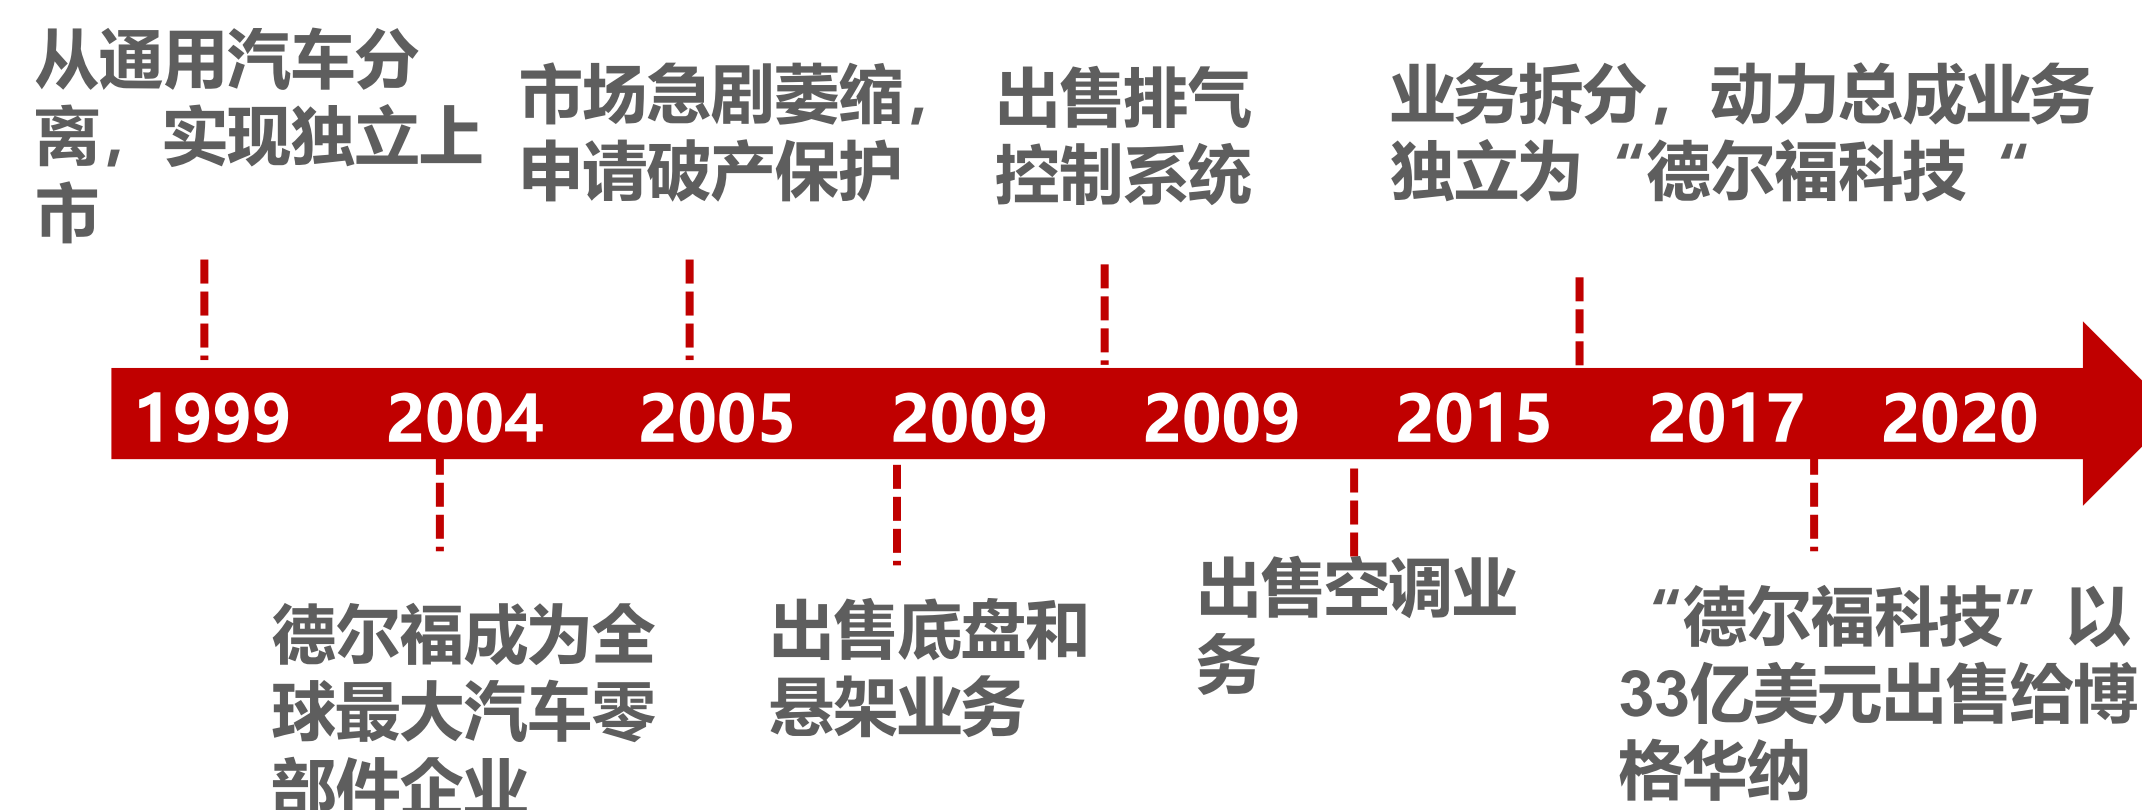 从通用汽车分
离，实现独立上
市
市场急剧萎缩，
申请破产保护
出售排气
控制系统
业务拆分，动力总成业务
独立为“德尔福科技“
1999 2004 2005 2009 2009 2015 2017 2020
德尔福成为全
球最大汽车零
部件企业
出售底盘和
悬架业务
出售空调业
务
“德尔福科技”以
33亿美元出售给博
格华纳